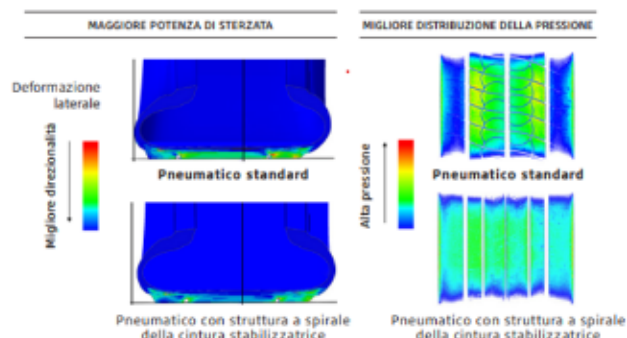 MAGGIORE POTENZA DI STERZATA
Deformazione
laterale
Migliore direzionalità
Pneumatico standard
Pneumatico con struttura a spirale
della cintura stabilizzatrice
MIGLIORE DISTRIBUZIONE DELLA PRESSIONE
Alta pressione
Pneumatico standard
Pneumatico con struttura a spirale
della cintura stabilizzatrice